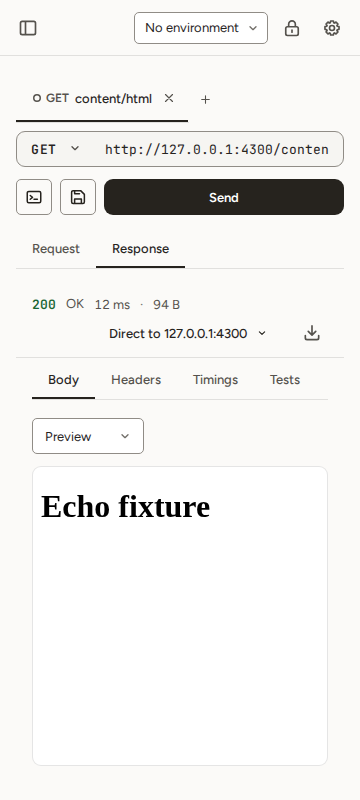 No environment
GET content/html
GET http://127.0.0.1:4300/conten
Send
Request Response
200 OK 12 ms · 94 B
Direct to 127.0.0.1:4300
Body Headers Timings Tests
Preview
Echo fixture